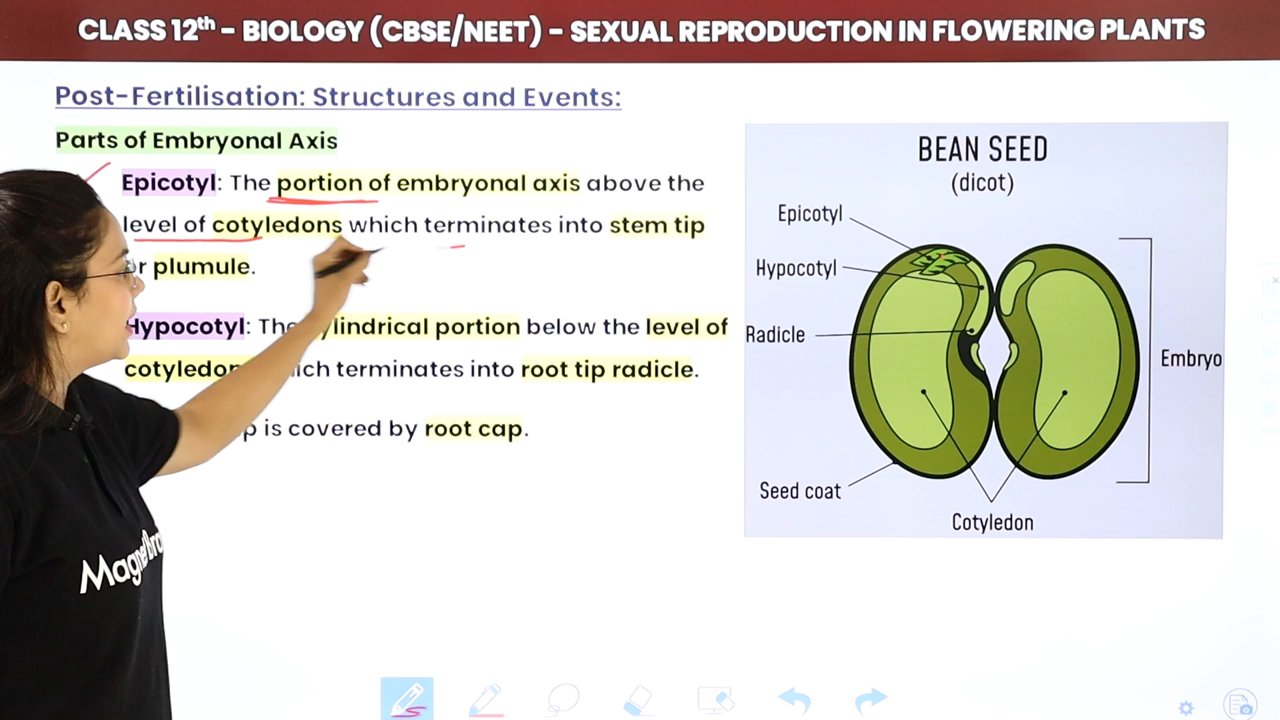 CLASS 12th – BIOLOGY (CBSE/NEET) – SEXUAL REPRODUCTION IN FLOWERING PLANTS
Post-Fertilisation: Structures and Events:
Parts of Embryonal Axis
Epicotyl: The portion of embryonal axis above the
level of cotyledons which terminates into stem tip
plumule.
Hypocotyl: The cylindrical portion below the level of
which terminates into root tip radicle.
is covered by root cap.
BEAN SEED
(dicot)
Epicotyl
Hypocotyl
Radicle
Embryo
Seed coat
Cotyledon